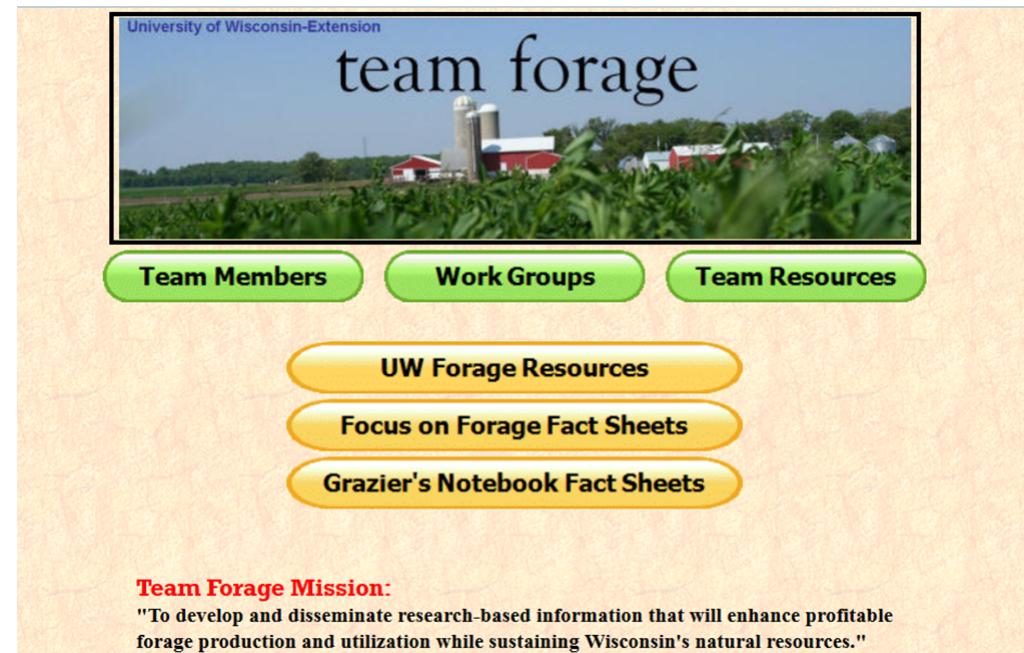 University of Wisconsin-Extension
team forage
Team Members
Work Groups
Team Resources
UW Forage Resources
Focus on Forage Fact Sheets
Grazier's Notebook Fact Sheets
Team Forage Mission:
"To develop and disseminate research-based information that will enhance profitable
forage production and utilization while sustaining Wisconsin's natural resources."